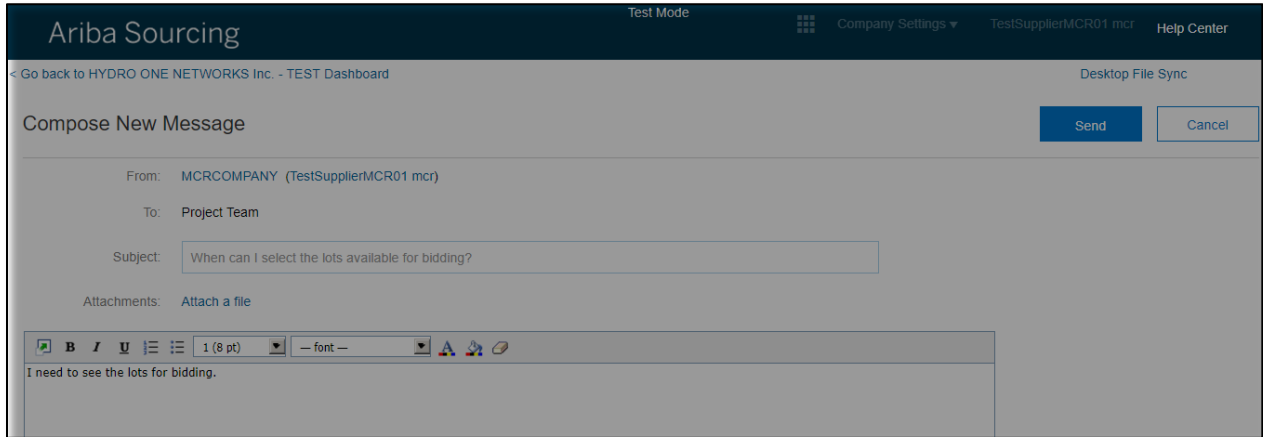 Test Mode
Ariba Sourcing Company Settings TestSupplierMCR01 mcr Help Center
< Go back to HYDRO ONE NETWORKS Inc. - TEST Dashboard Desktop File Sync
Compose New Message Send Cancel
From: MCRCOMPANY (TestSupplierMCR01 mcr)
To: Project Team
Subject: When can I select the lots available for bidding?
Attachments: Attach a file
B I U 1 (8 pt) — font — A
I need to see the lots for bidding.